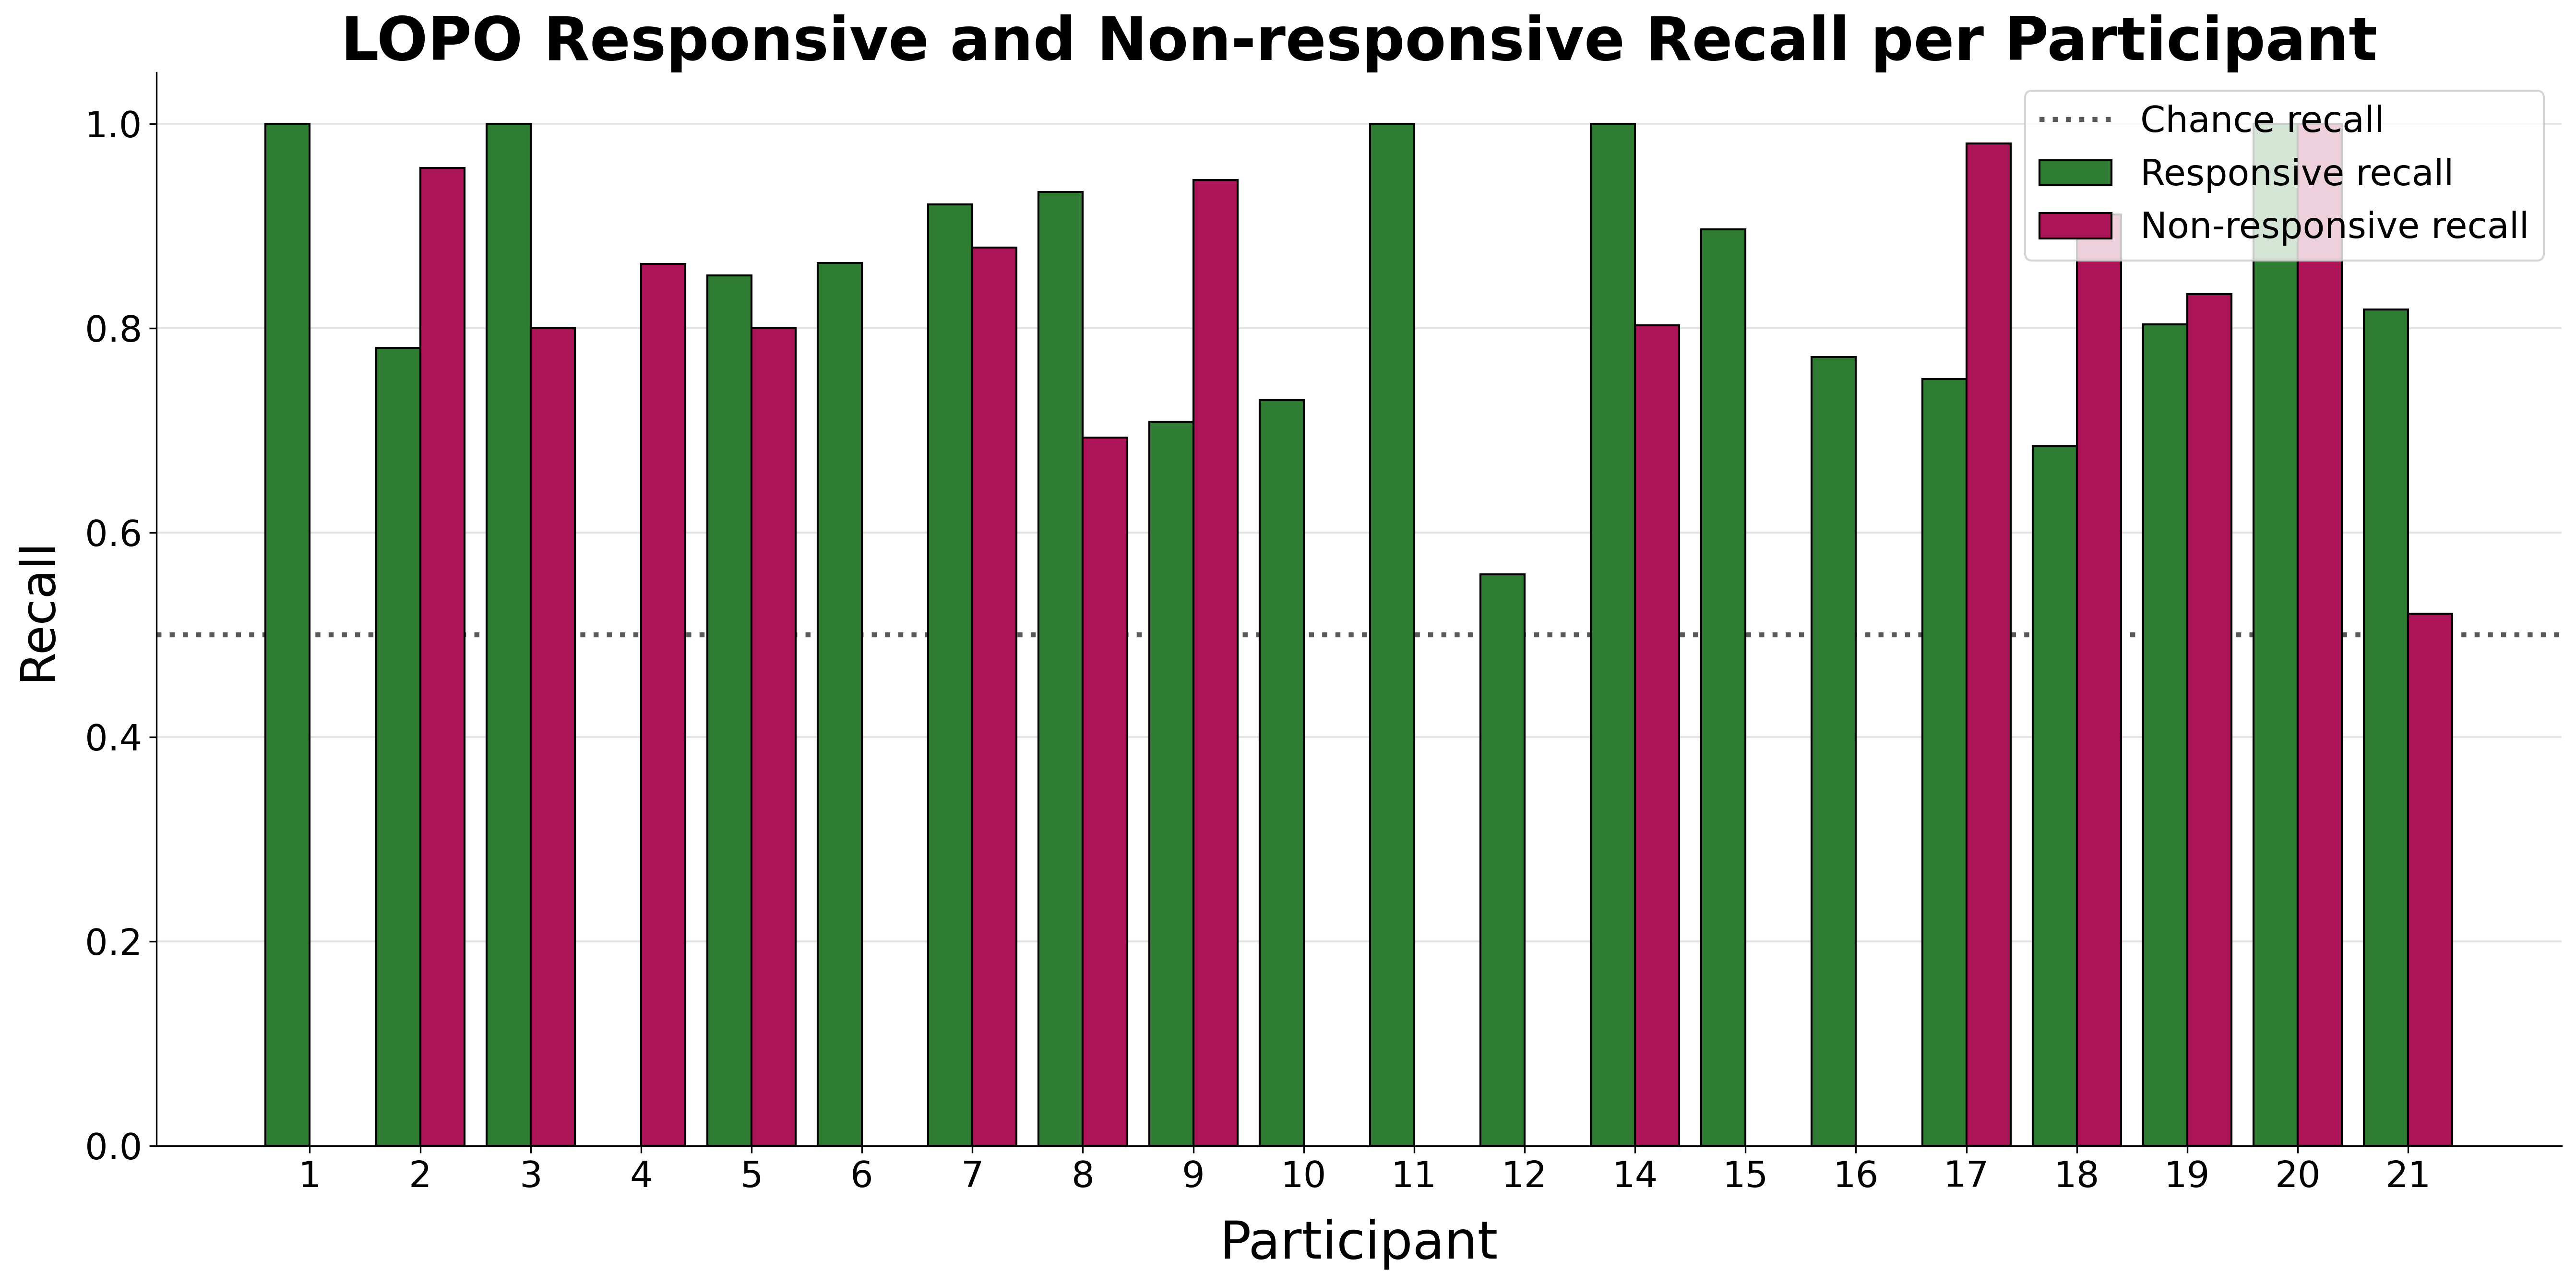 LOPO Responsive and Non-responsive Recall per Participant
Chance recall
Responsive recall
Non-responsive recall
1.0
0.8
0.6
0.4
0.2
0.0
Recall
1 2 3 4 5 6 7 8 9 10 11 12 14 15 16 17 18 19 20 21
Participant